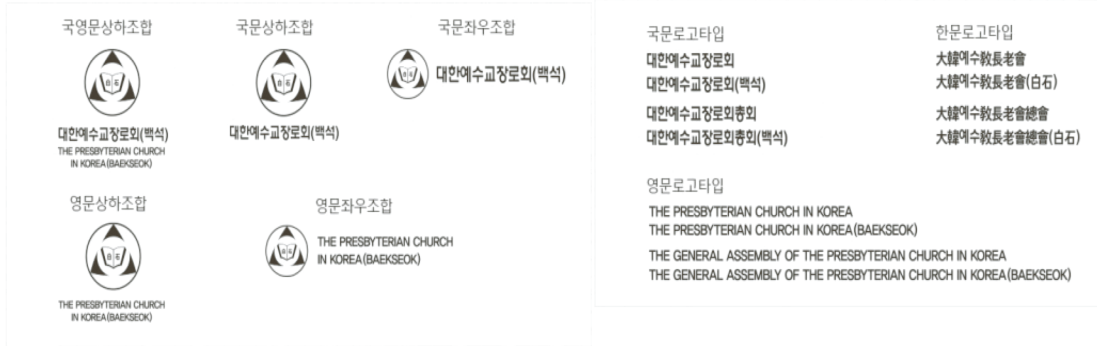 국영문상하조합
白石
대한예수교장로회(백석)
THE PRESBYTERIAN CHURCH
IN KOREA(BAEKSEOK)
국문상하조합
白石
대한예수교장로회(백석)
국문좌우조합
白石
대한예수교장로회(백석)
영문상하조합
白石
THE PRESBYTERIAN CHURCH
IN KOREA(BAEKSEOK)
영문좌우조합
白石
THE PRESBYTERIAN CHURCH
IN KOREA(BAEKSEOK)
국문로고타입
대한예수교장로회
대한예수교장로회(백석)
대한예수교장로회총회
대한예수교장로회총회(백석)
한문로고타입
大韓예수敎長老會
大韓예수敎長老會(白石)
大韓예수敎長老會總會
大韓예수敎長老會總會(白石)
영문로고타입
THE PRESBYTERIAN CHURCH IN KOREA
THE PRESBYTERIAN CHURCH IN KOREA(BAEKSEOK)
THE GENERAL ASSEMBLY OF THE PRESBYTERIAN CHURCH IN KOREA
THE GENERAL ASSEMBLY OF THE PRESBYTERIAN CHURCH IN KOREA(BAEKSEOK)